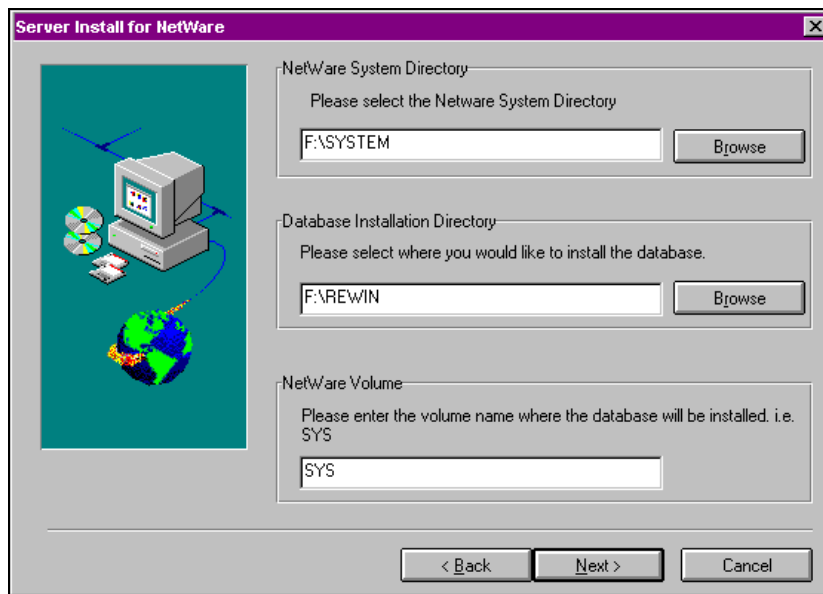 Server Install for NetWare
NetWare System Directory
Please select the Netware System Directory
F:\SYSTEM
Browse
Database Installation Directory
Please select where you would like to install the database.
F:\REWIN
Browse
NetWare Volume
Please enter the volume name where the database will be installed. i.e.
SYS
SYS
< Back
Next >
Cancel